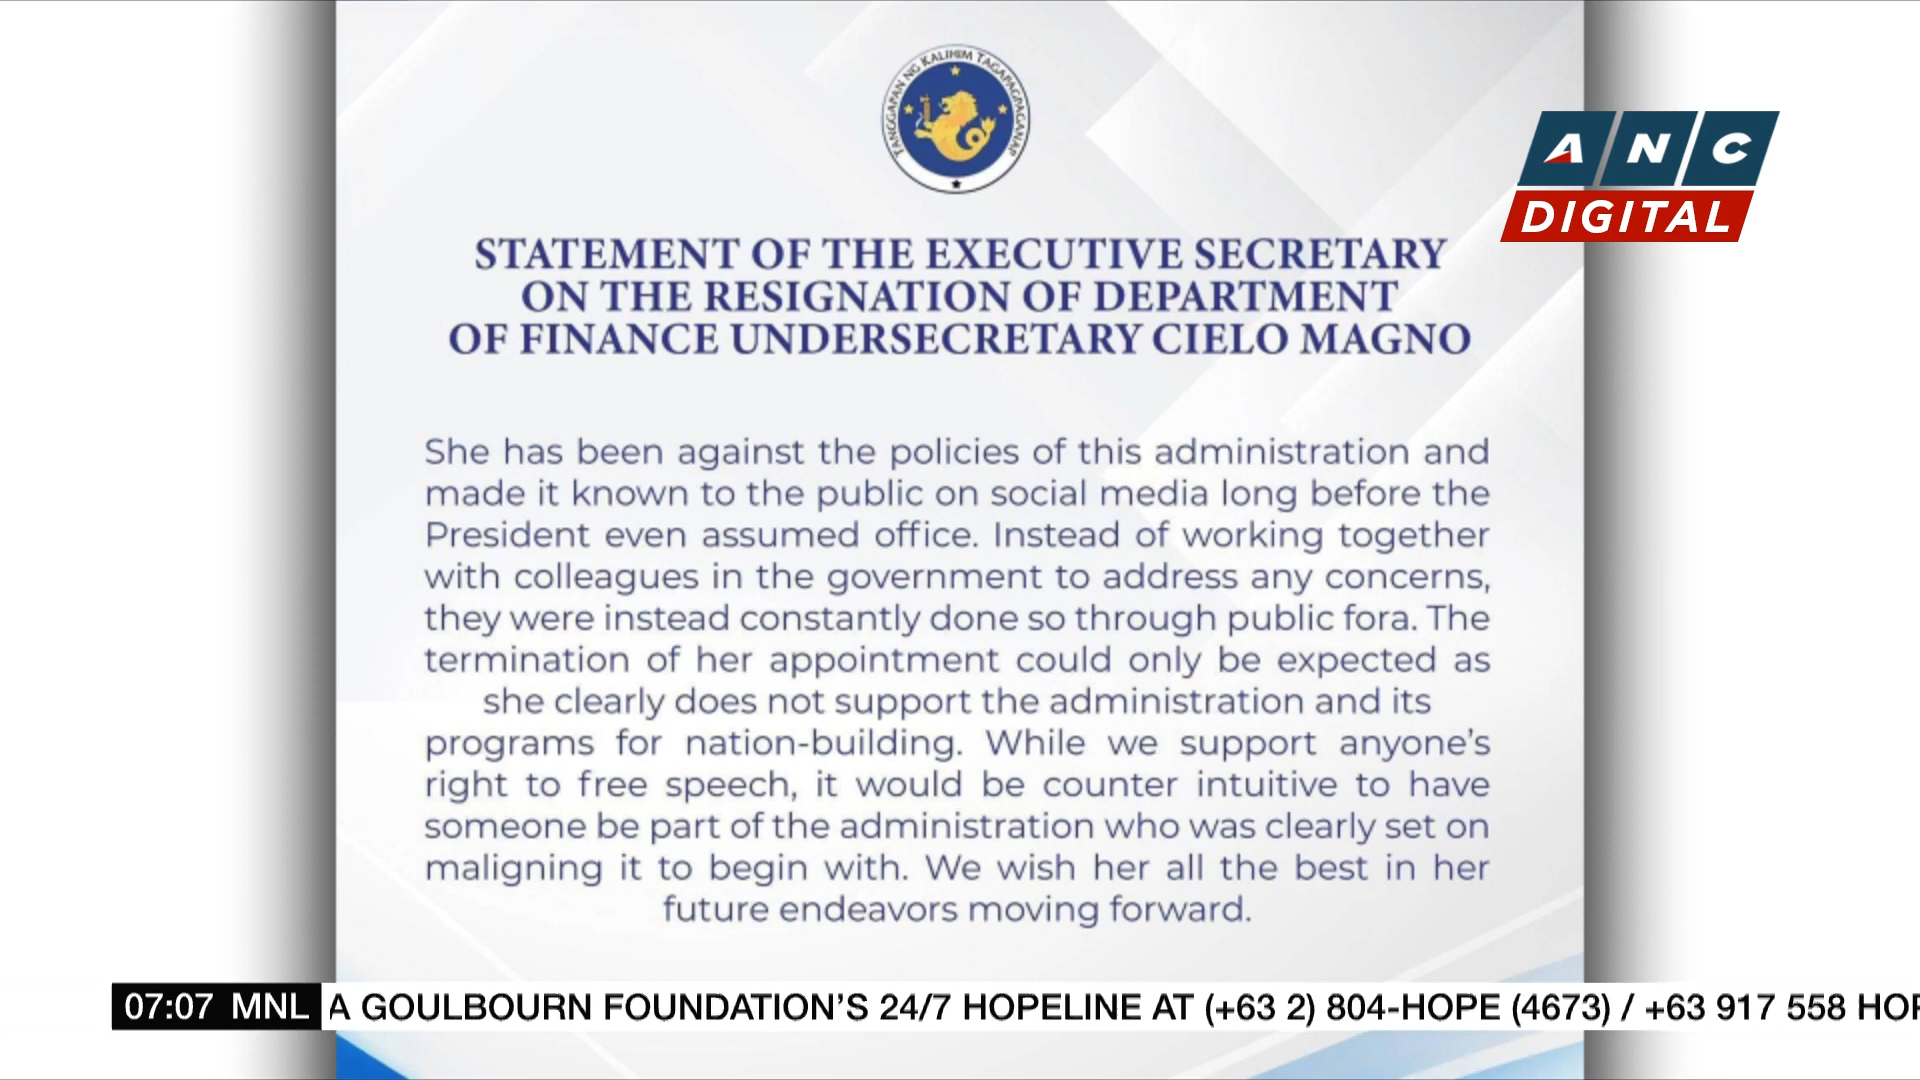 TANGGAPAN NG KALIHIM TAGAPAGPAGANAP
ANC
DIGITAL
STATEMENT OF THE EXECUTIVE SECRETARY
ON THE RESIGNATION OF DEPARTMENT
OF FINANCE UNDERSECRETARY CIELO MAGNO
She has been against the policies of this administration and
made it known to the public on social media long before the
President even assumed office. Instead of working together
with colleagues in the government to address any concerns,
they were instead constantly done so through public fora. The
termination of her appointment could only be expected as
she clearly does not support the administration and its
programs for nation-building. While we support anyone's
right to free speech, it would be counter intuitive to have
someone be part of the administration who was clearly set on
maligning it to begin with. We wish her all the best in her
future endeavors moving forward.
07:07 MNL A GOULBOURN FOUNDATION'S 24/7 HOPELINE AT (+63 2) 804-HOPE (4673) / +63 917 558